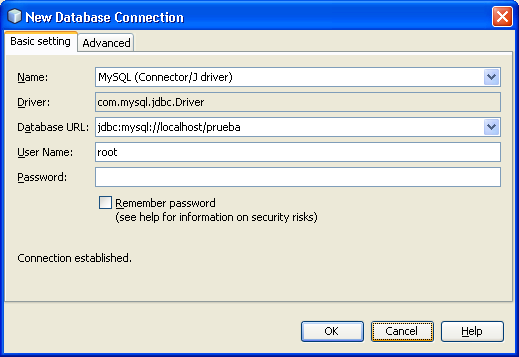 New Database Connection
Basic setting Advanced
Name: MySQL (Connector/J driver)
Driver: com.mysql.jdbc.Driver
Database URL: jdbc:mysql://localhost/prueba
User Name: root
Password:
Remember password
(see help for information on security risks)
Connection established.
OK Cancel Help